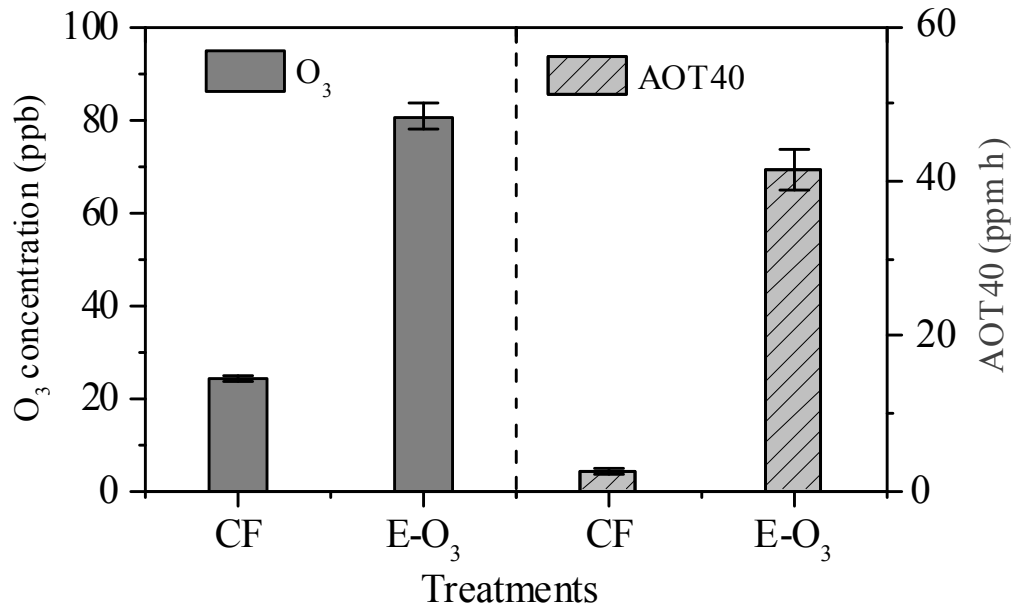 100
80
60
40
20
0
O₃ concentration (ppb)
O₃
AOT40
60
40
20
0
AOT40 (ppm h)
CF
E-O₃
CF
E-O₃
Treatments